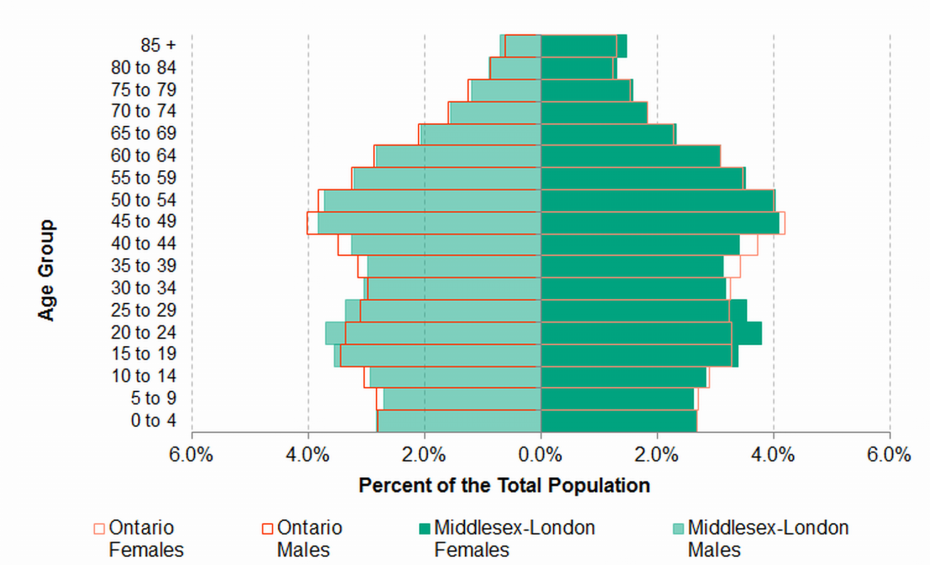 85 +
80 to 84
75 to 79
70 to 74
65 to 69
60 to 64
55 to 59
50 to 54
45 to 49
40 to 44
35 to 39
30 to 34
25 to 29
20 to 24
15 to 19
10 to 14
5 to 9
0 to 4
Age Group
6.0% 4.0% 2.0% 0.0% 2.0% 4.0% 6.0%
Percent of the Total Population
Ontario
Females
Ontario
Males
Middlesex-London
Females
Middlesex-London
Males